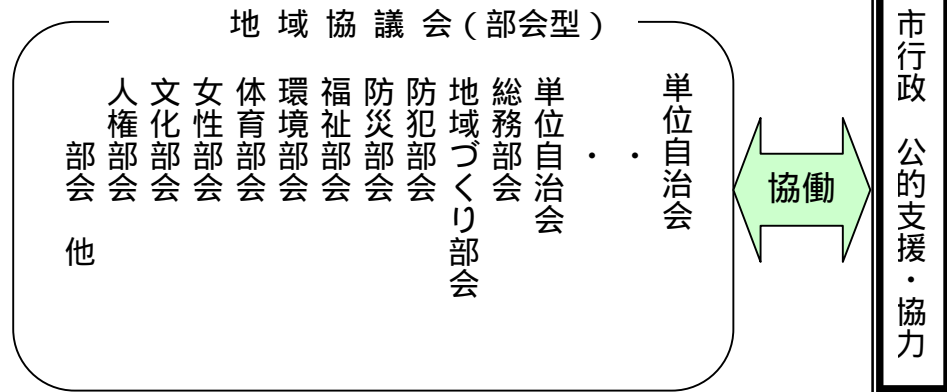 地域協議会(部会型)
単位自治会
・
・
単位自治会
総務部会
地域づくり部会
防犯部会
防災部会
福祉部会
環境部会
体育部会
女性部会
文化部会
人権部会
部会 他
協働
市行政 公的支援・協力